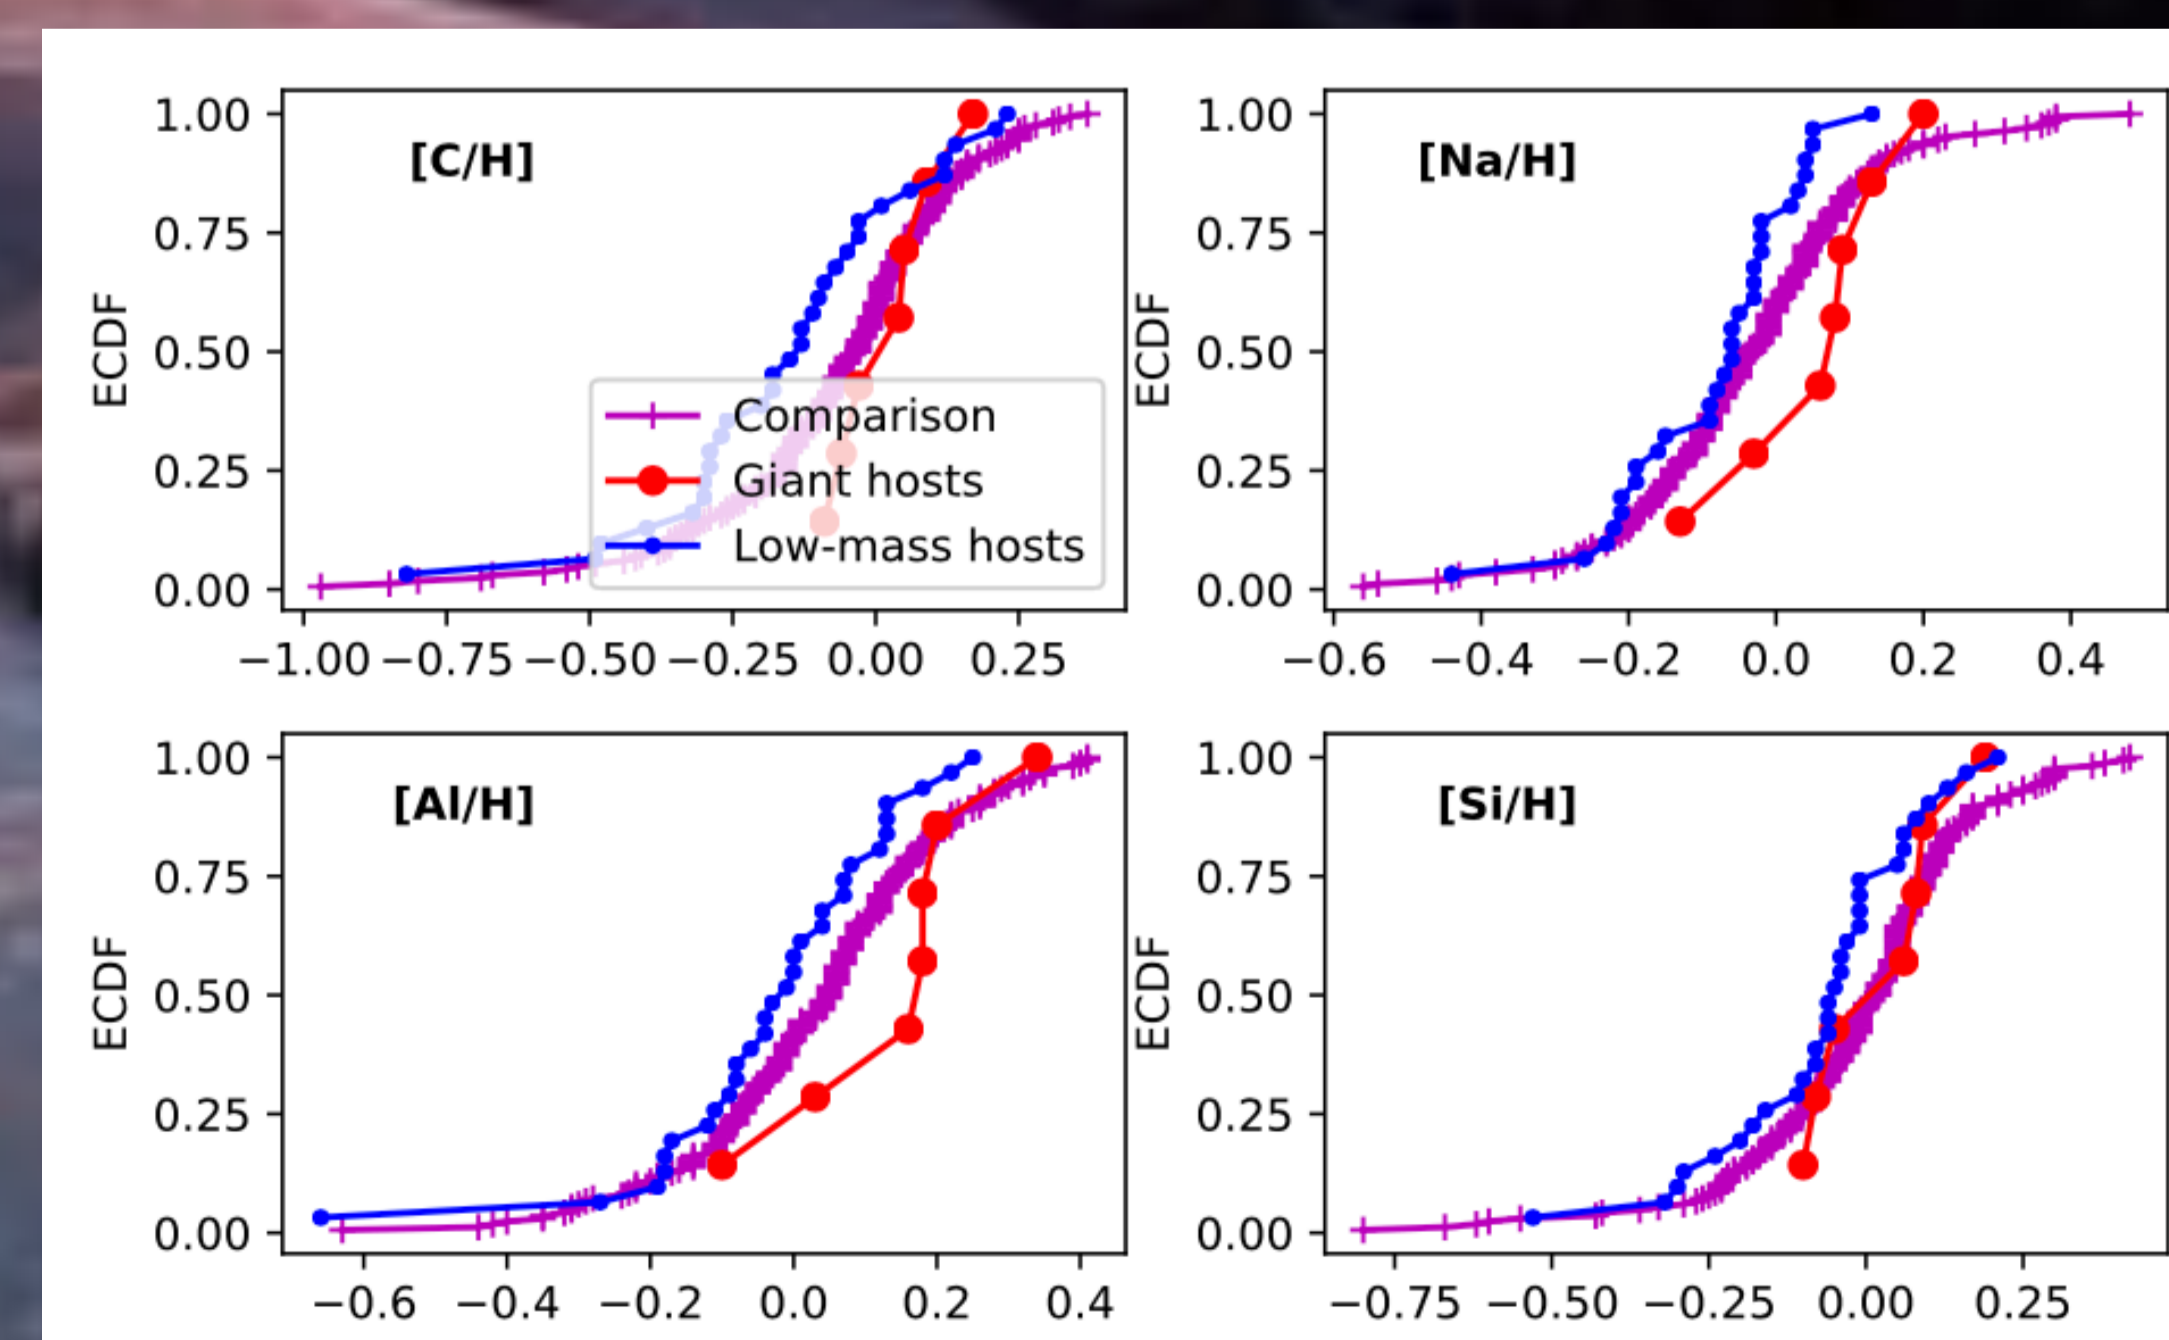 [C/H]
ECDF
1.00
0.75
0.50
0.25
0.00
Comparison
Giant hosts
Low-mass hosts
−1.00 −0.75 −0.50 −0.25 0.00 0.25
[Na/H]
ECDF
1.00
0.75
0.50
0.25
0.00
−0.6 −0.4 −0.2 0.0 0.2 0.4
[Al/H]
ECDF
1.00
0.75
0.50
0.25
0.00
−0.6 −0.4 −0.2 0.0 0.2 0.4
[Si/H]
ECDF
1.00
0.75
0.50
0.25
0.00
−0.75 −0.50 −0.25 0.00 0.25